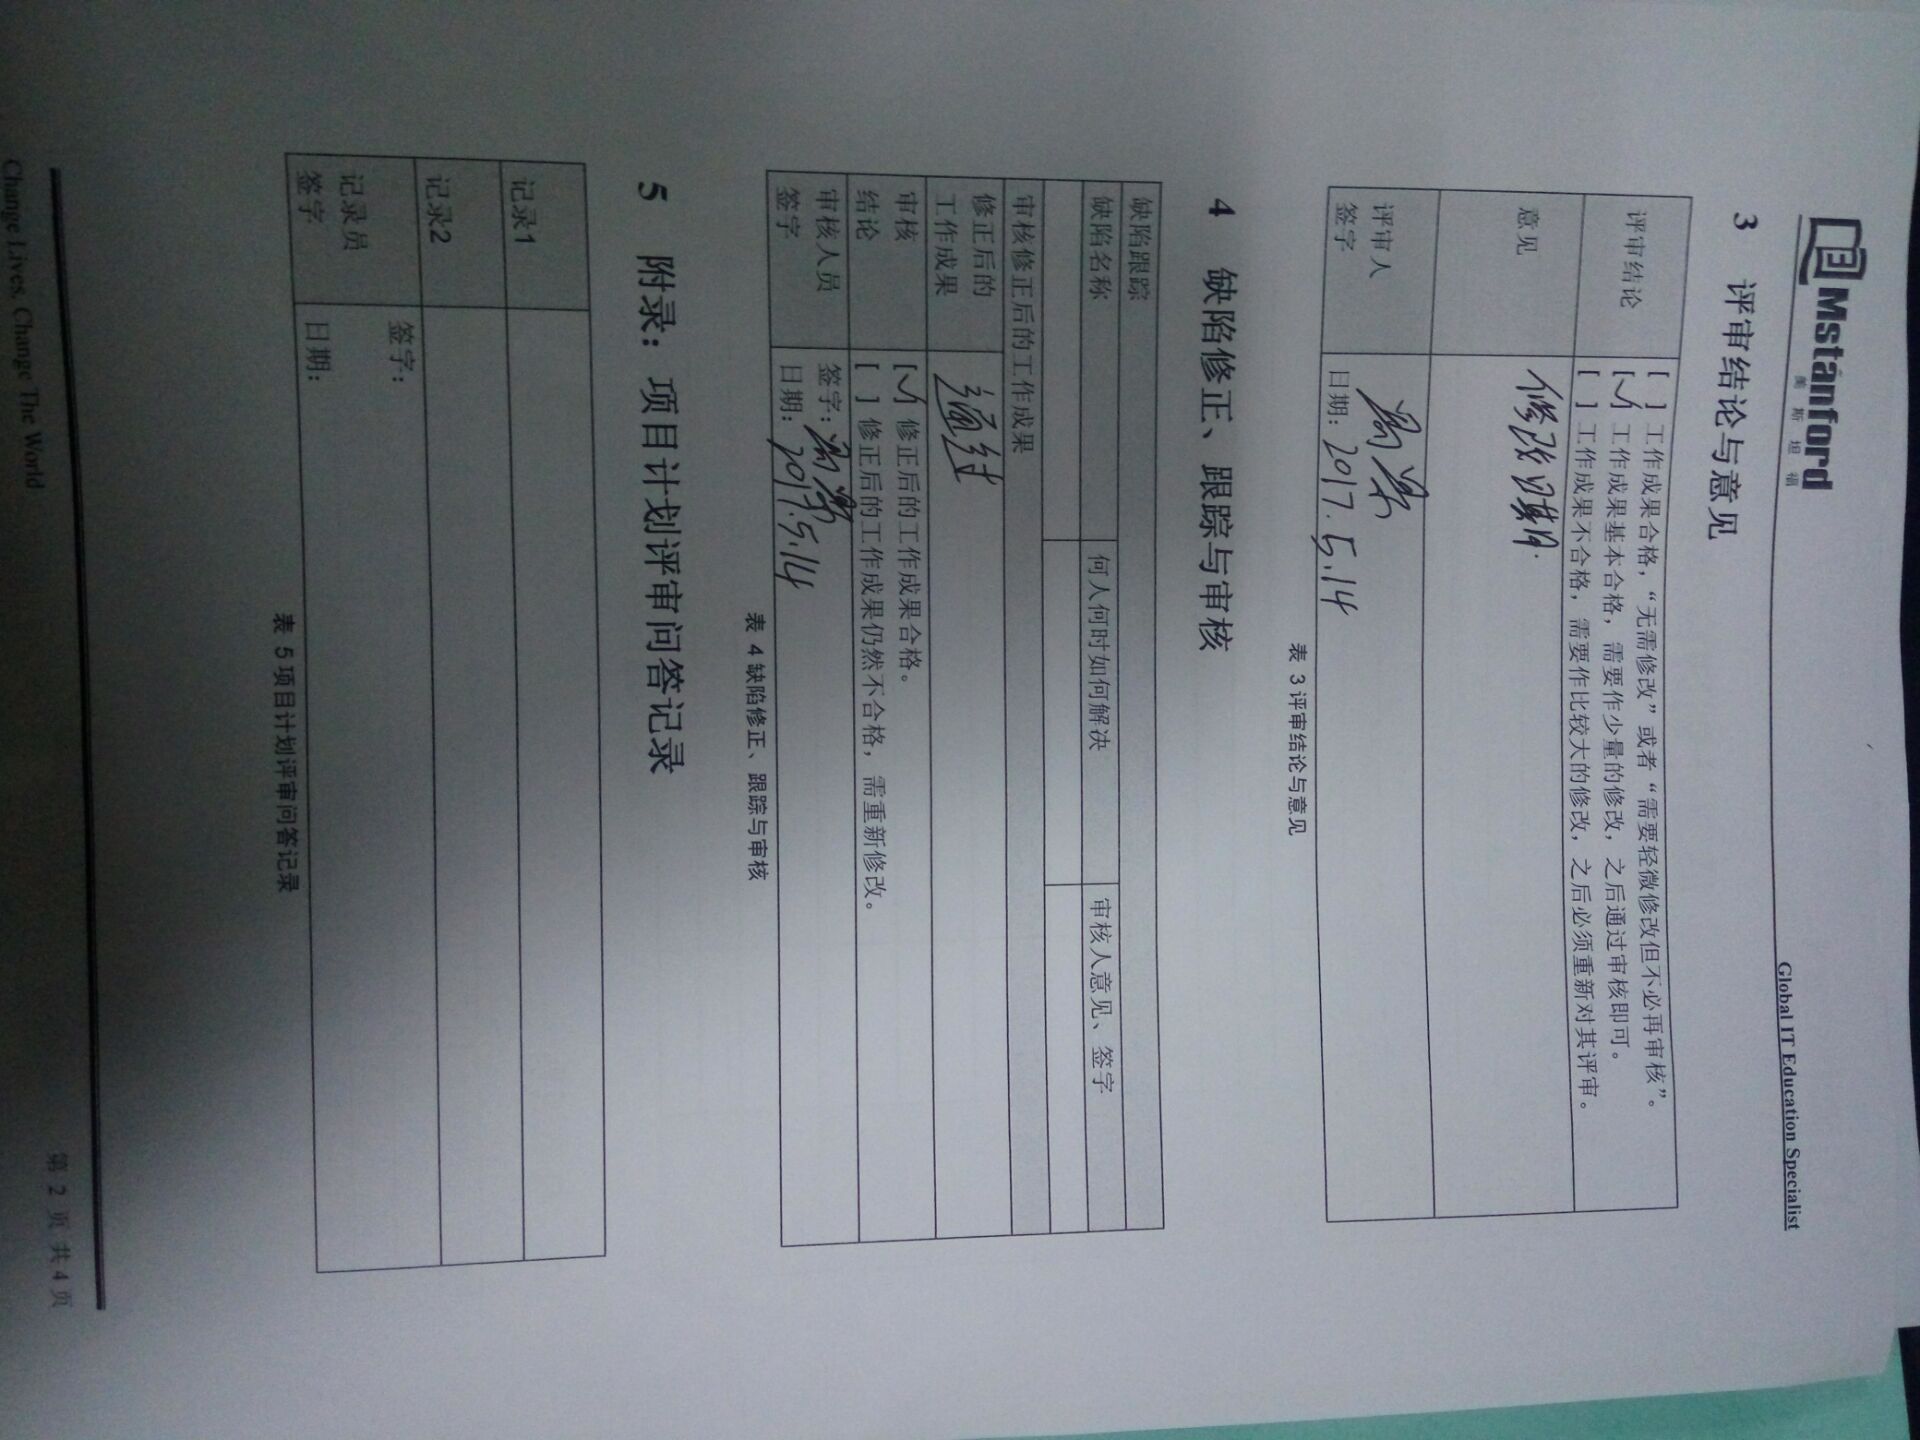 Mstanford
美斯坦福
Global IT Education Specialist
3 评审结论与意见
评审结论
[ ] 工作成果合格，“无需修改”或者“需要轻微修改但不必再审核”。
[√] 工作成果基本合格，需要作少量的修改，之后通过审核即可。
[ ] 工作成果不合格，需要作比较大的修改，之后必须重新对其评审。
意见
修改日期.
评审人
签字
日期：2017.5.14
表 3 评审结论与意见
4 缺陷修正、跟踪与审核
缺陷跟踪
缺陷名称 何人何时如何解决 审核人意见、签字
审核修正后的工作成果
修正后的
工作成果
通过
审核
结论
[√] 修正后的工作成果合格。
[ ] 修正后的工作成果仍然不合格，需重新修改。
审核人员
签字
签字：
日期：2017.5.14
表 4 缺陷修正、跟踪与审核
5 附录：项目计划评审问答记录
记录1
记录2
记录员
签字
签字：
日期：
表 5 项目计划评审问答记录
Change Lives, Change The World
第 2 页 共 4 页